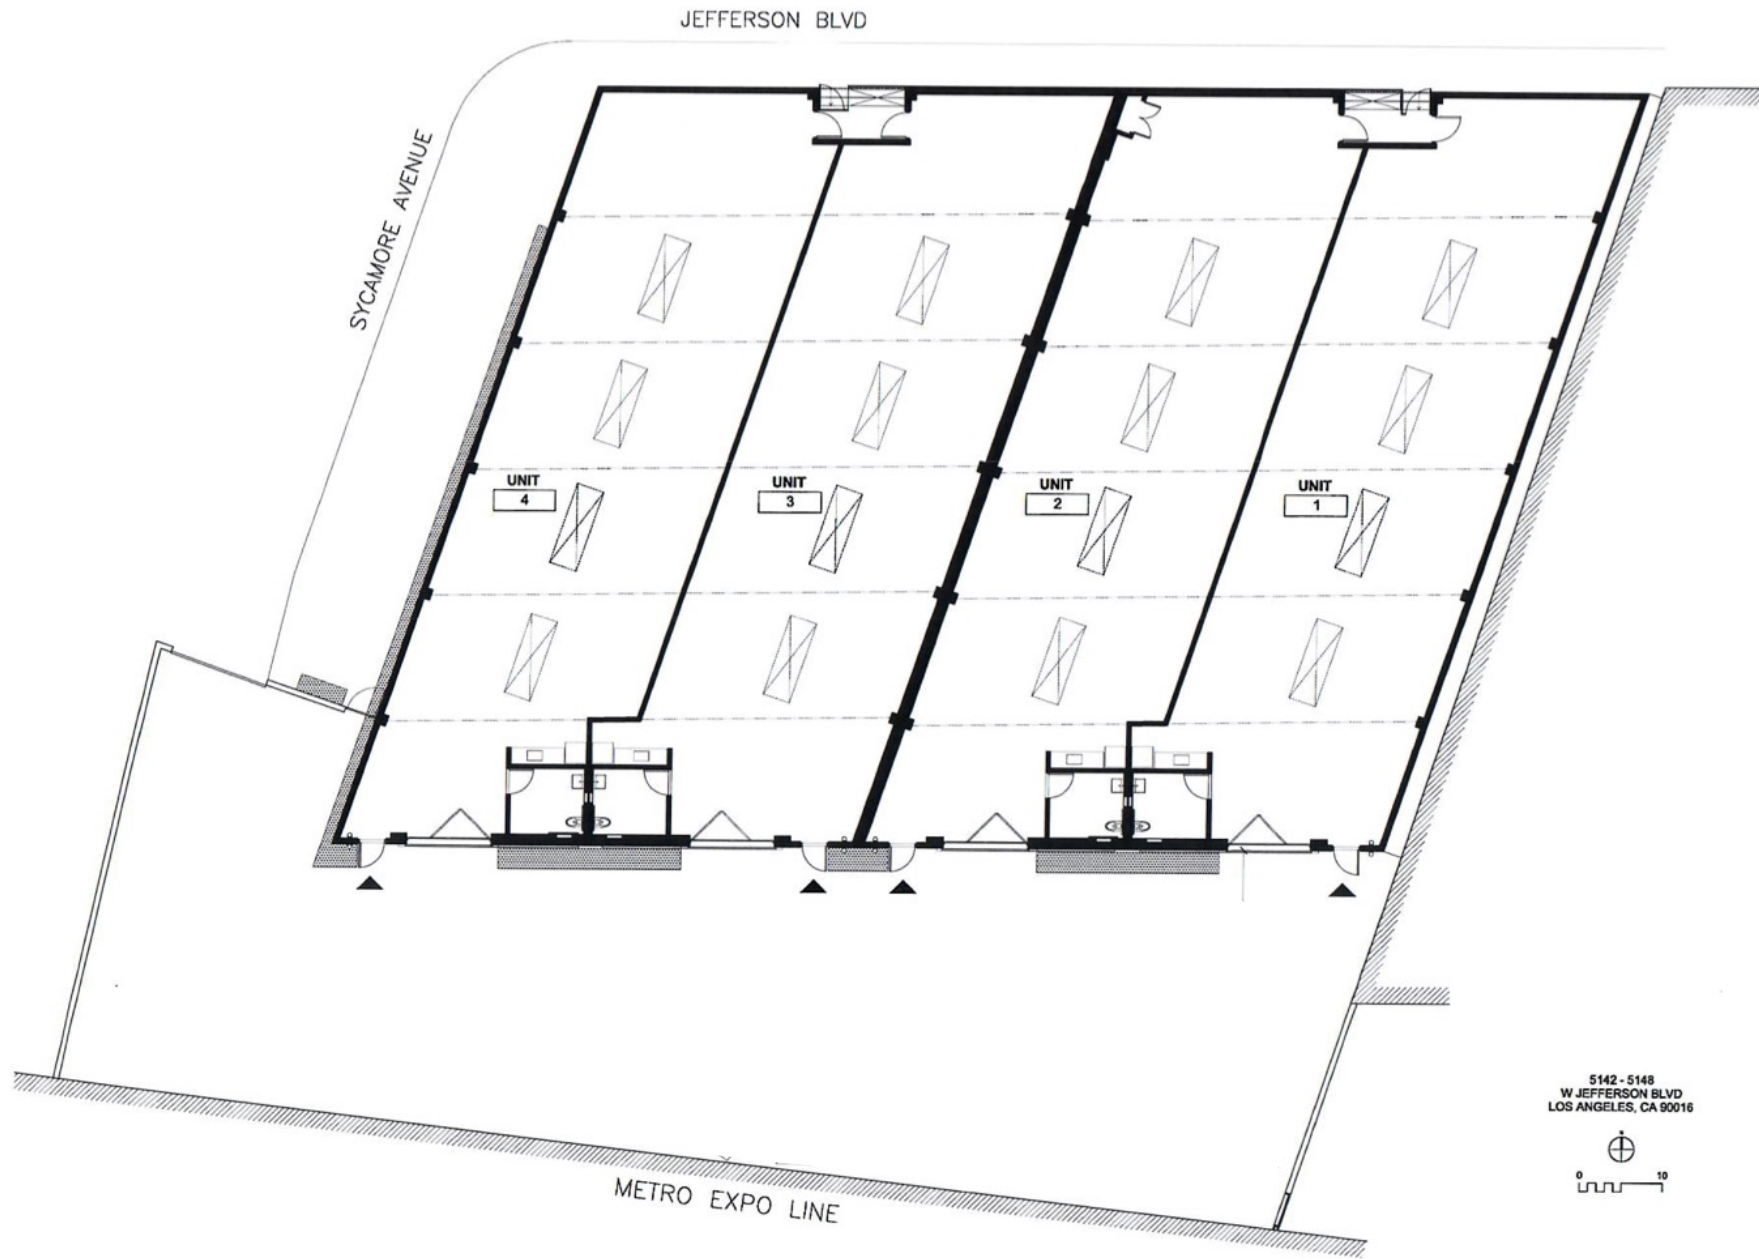 JEFFERSON BLVD
SYCAMORE AVENUE
UNIT
4
UNIT
3
UNIT
2
UNIT
1
5142 - 5148
W JEFFERSON BLVD
LOS ANGELES, CA 90016
N
0 10
METRO EXPO LINE